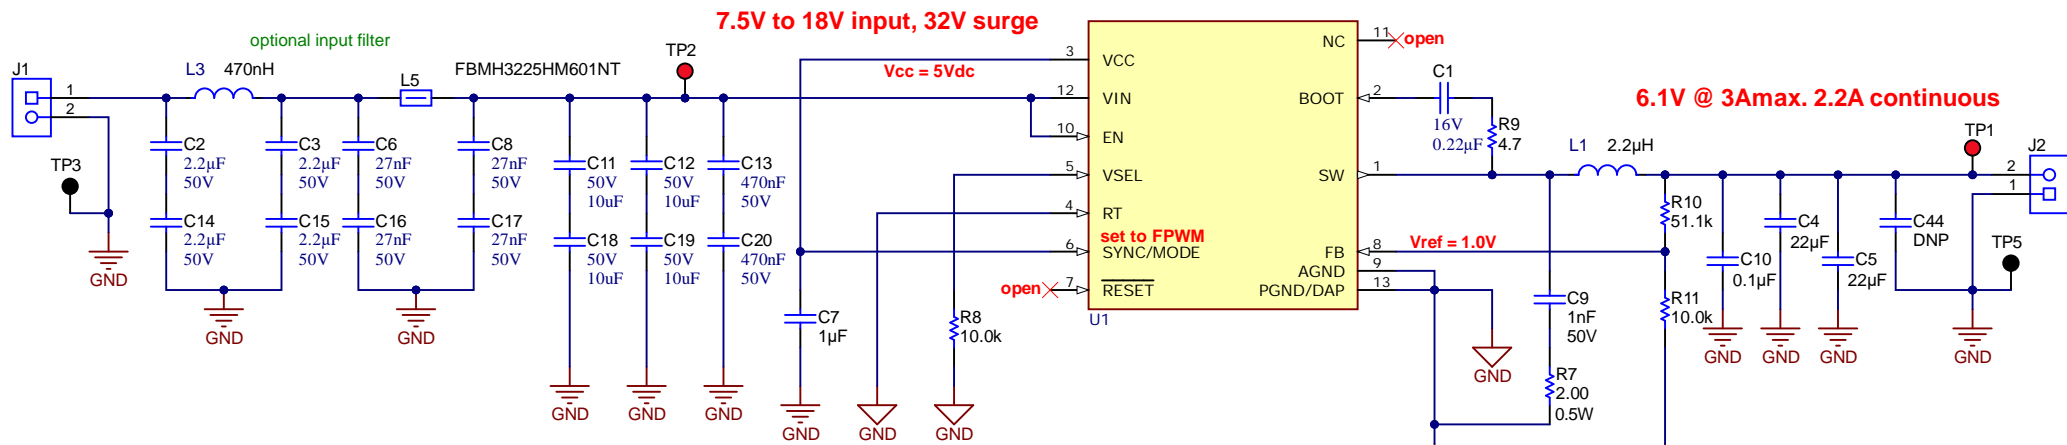 7.5V to 18V input, 32V surge
optional input filter
J1
1
2
TP3
GND
L3
470nH
C2
2.2µF
50V
C14
2.2µF
50V
C3
2.2µF
50V
C15
2.2µF
50V
GND
L5
FBMH3225HM601NT
C6
27nF
50V
C16
27nF
50V
C8
27nF
50V
C17
27nF
50V
GND
TP2
C11
50V
10uF
C18
50V
10uF
GND
C12
50V
10uF
C19
50V
10uF
GND
C13
470nF
50V
C20
470nF
50V
GND
Vcc = 5Vdc
C7
1µF
GND
GND
R8
10.0k
GND
open
3
VCC
12
VIN
10
EN
5
VSEL
4
RT
set to FPWM
6
SYNC/MODE
7
RESET
U1
NC
11
open
BOOT
2
SW
1
FB
8
Vref = 1.0V
AGND
9
PGND/DAP
13
GND
C1
16V
0.22µF
R9
4.7
C9
1nF
50V
R7
2.00
0.5W
L1
2.2µH
6.1V @ 3Amax. 2.2A continuous
R10
51.1k
R11
10.0k
C10
0.1µF
GND
C4
22µF
GND
C5
22µF
GND
C44
DNP
TP1
J2
2
1
TP5
GND